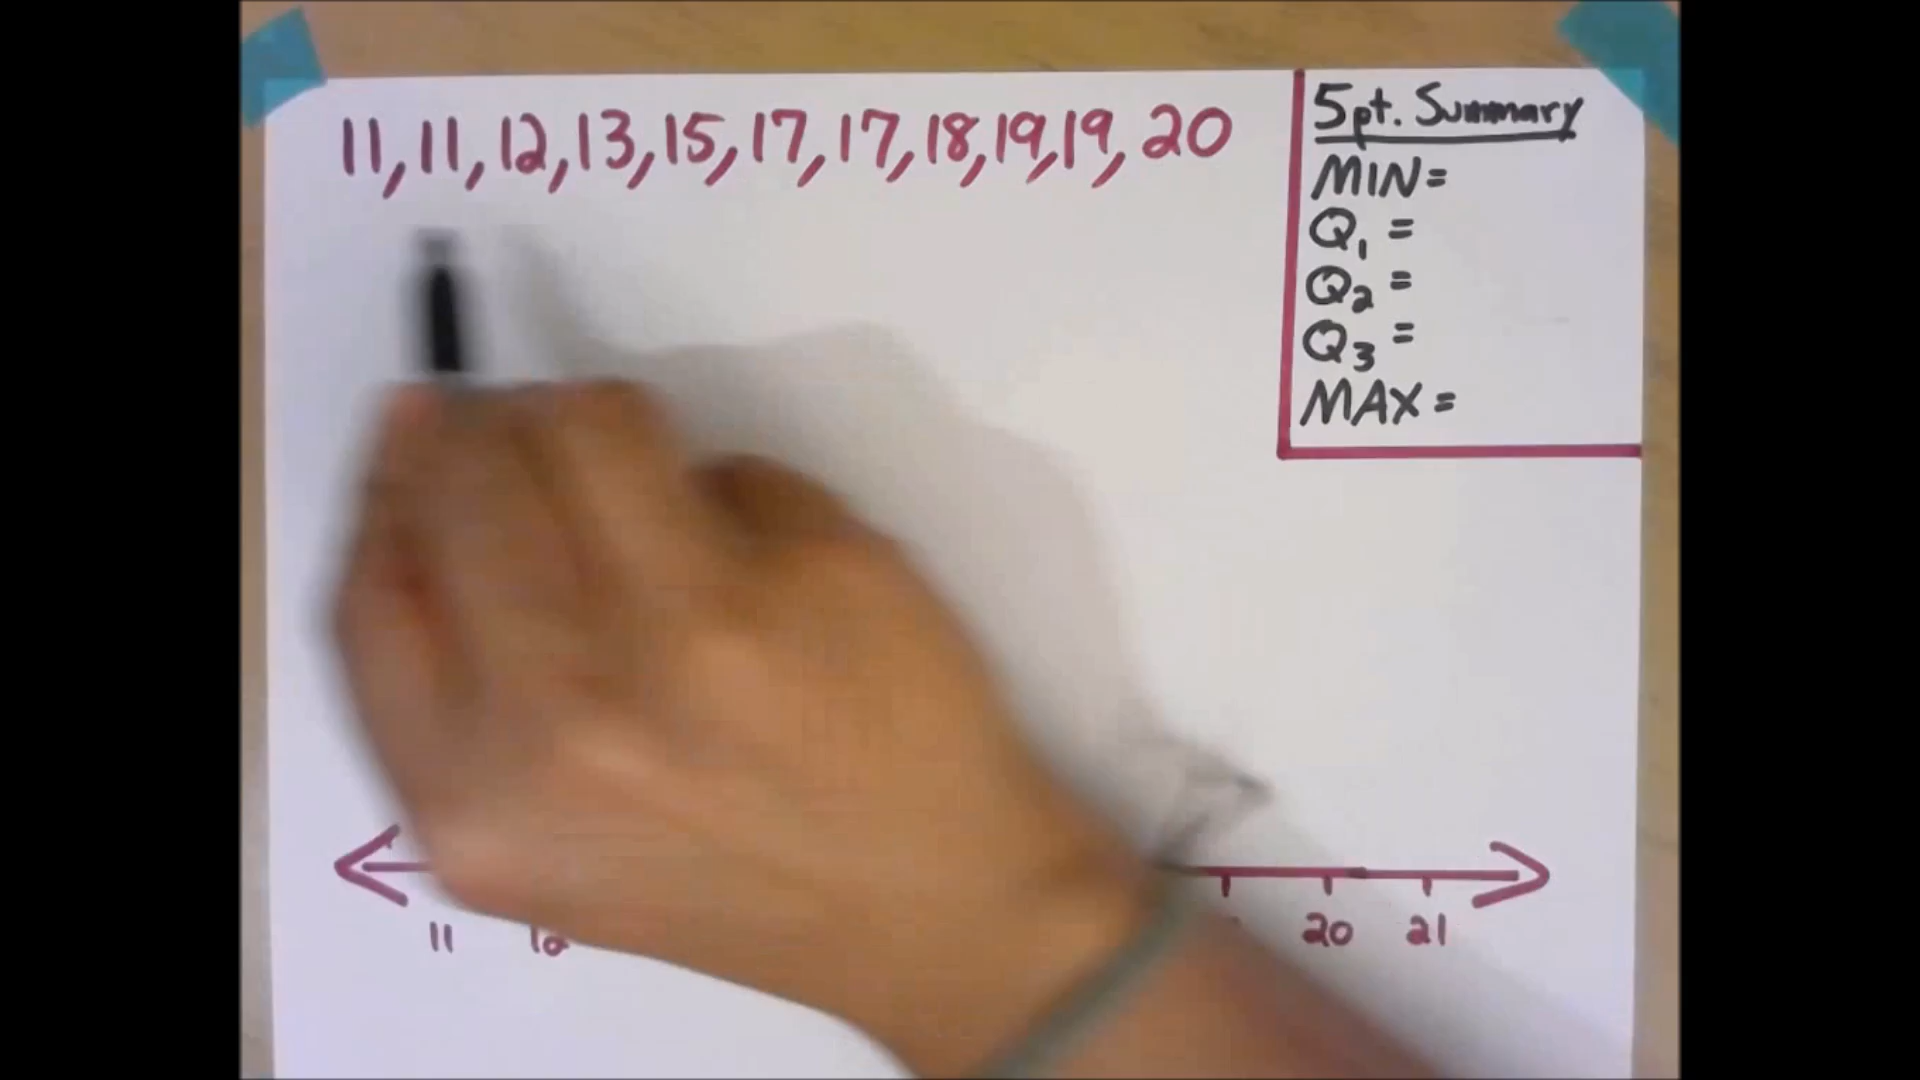 11, 11, 12, 13, 15, 17, 17, 18, 19, 19, 20
5pt. Summary
MIN =
Q1 =
Q2 =
Q3 =
MAX =
11 12 20 21